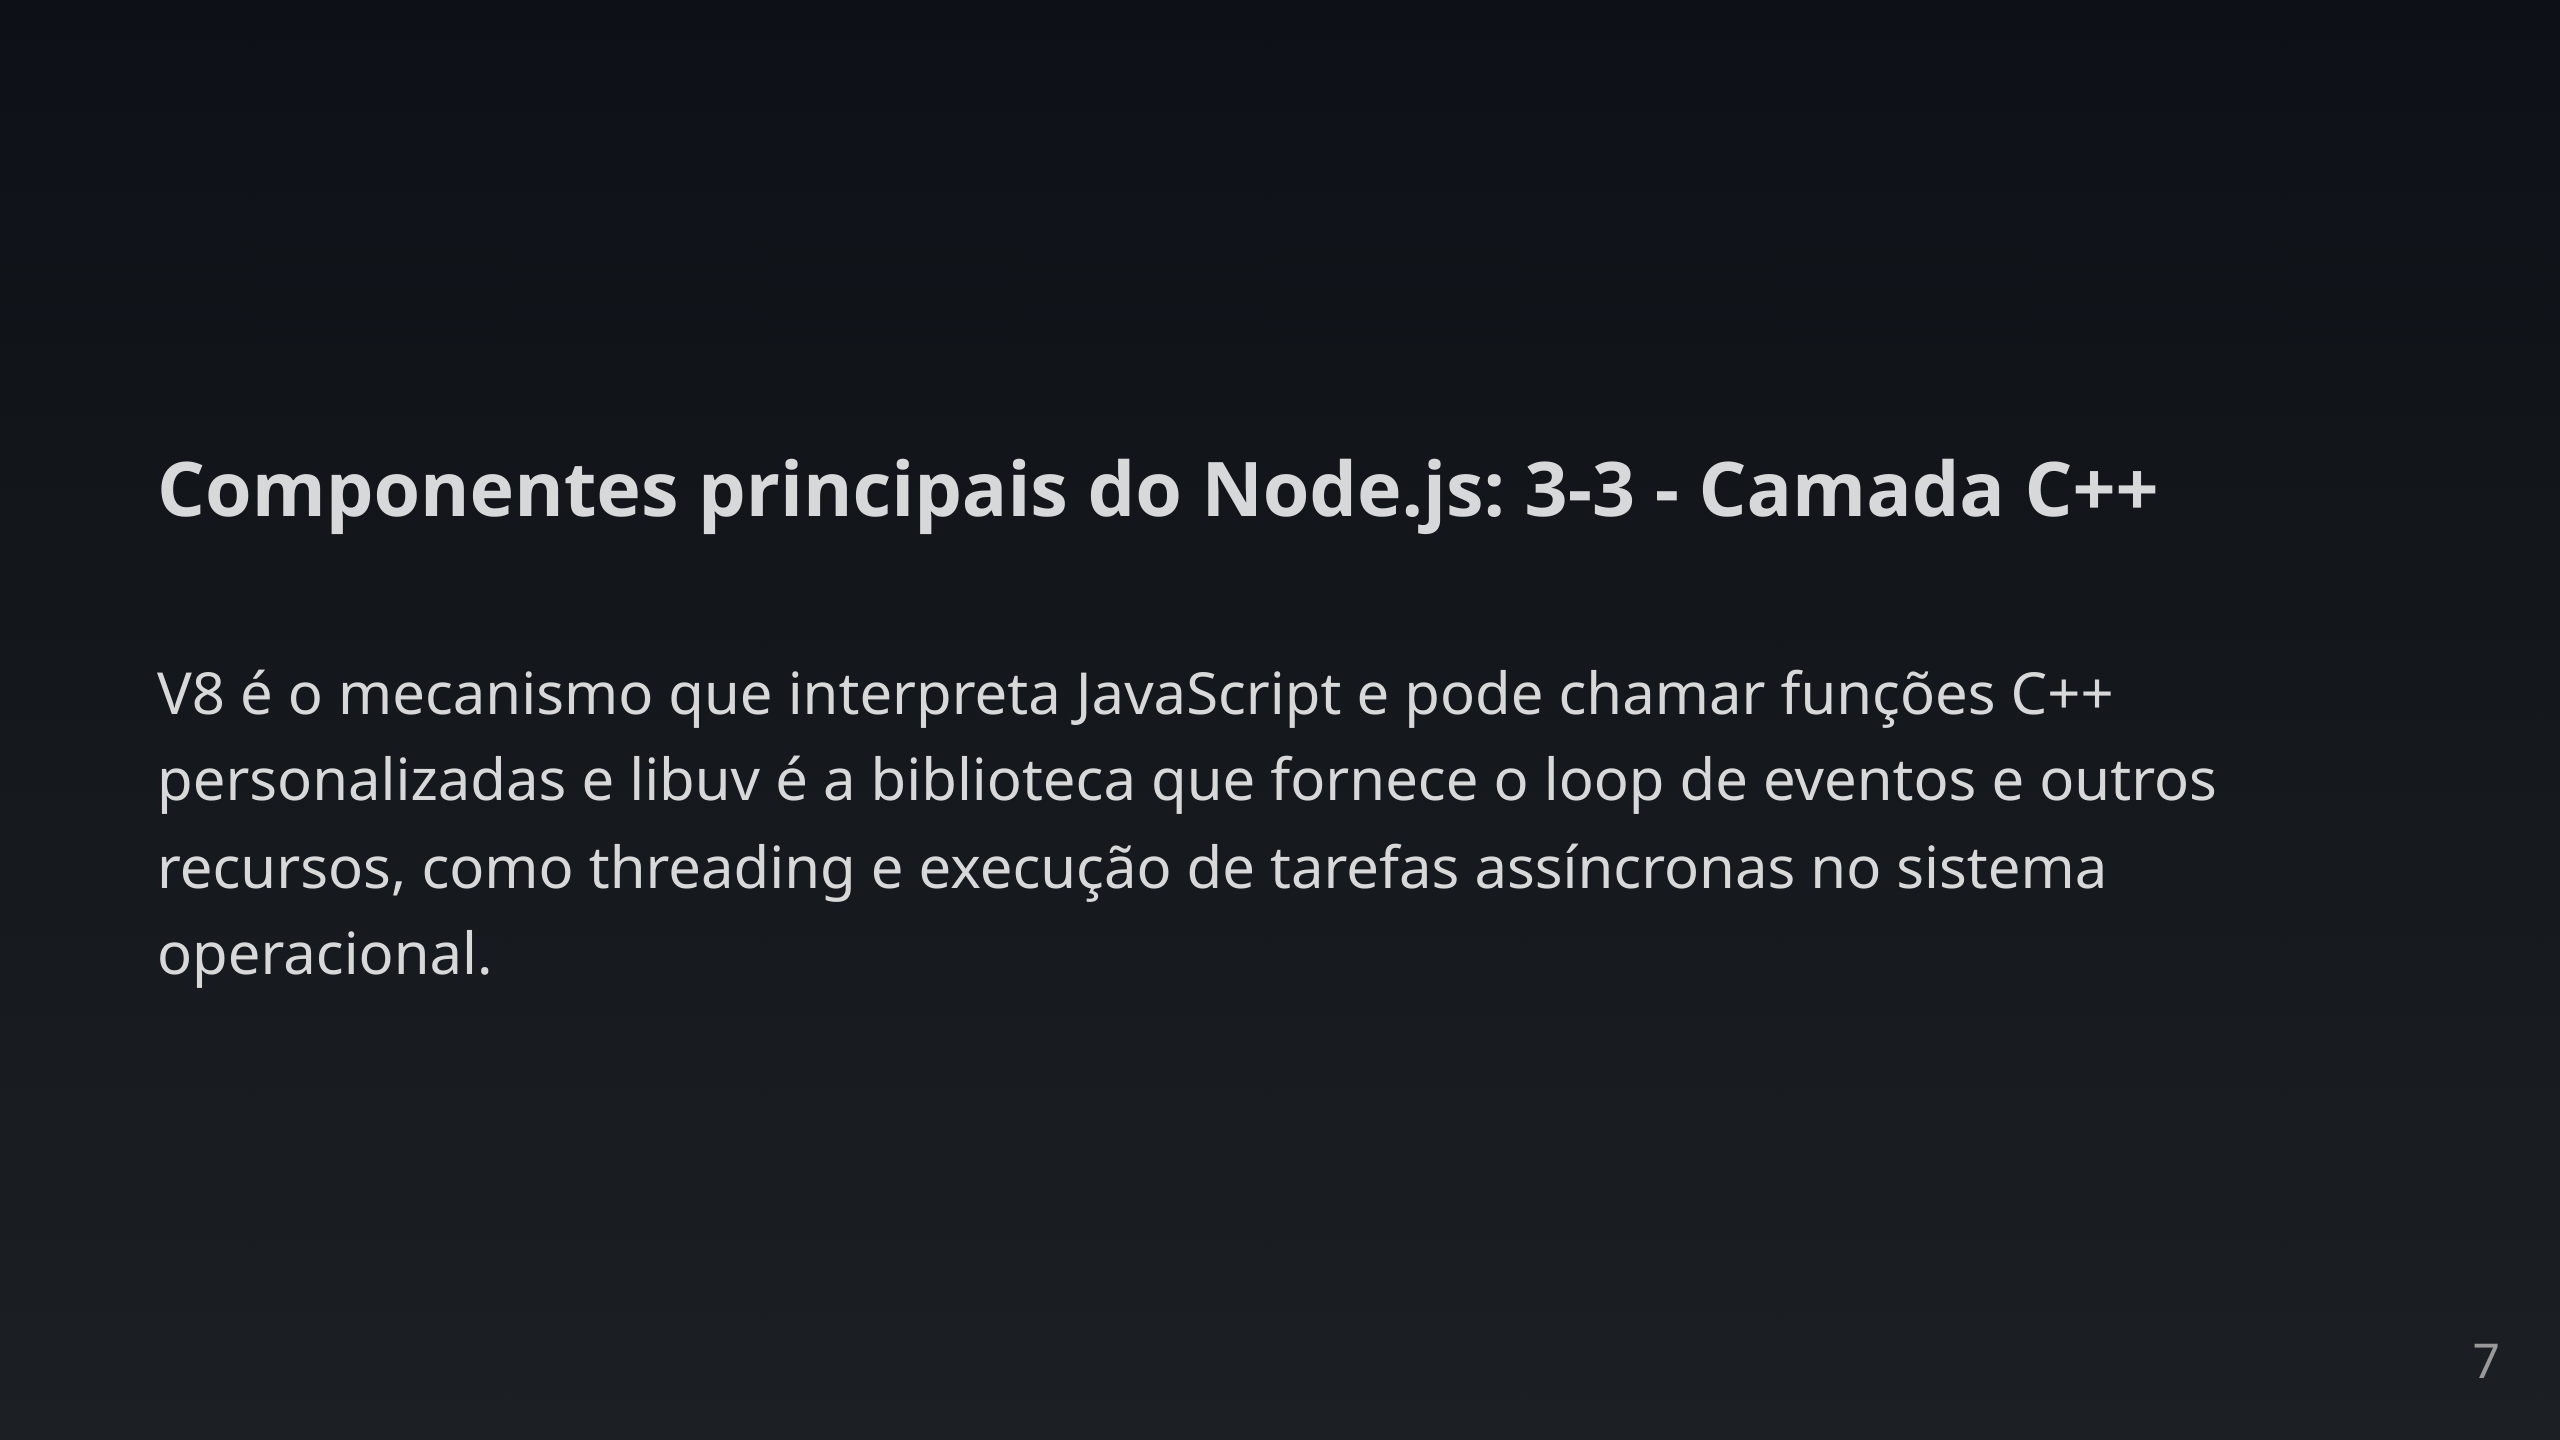 Componentes principais do Node.js: 3-3 - Camada C++
V8 é o mecanismo que interpreta JavaScript e pode chamar funções C++
personalizadas e libuv é a biblioteca que fornece o loop de eventos e outros
recursos, como threading e execução de tarefas assíncronas no sistema
operacional.
7